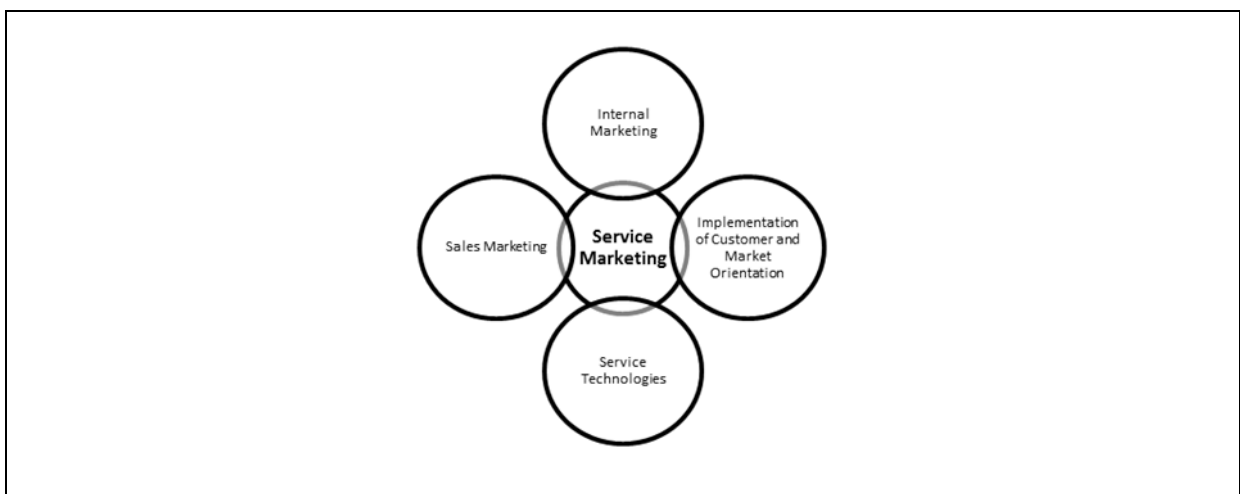 Internal
Marketing
Sales Marketing
Service
Marketing
Implementation
of Customer and
Market
Orientation
Service
Technologies